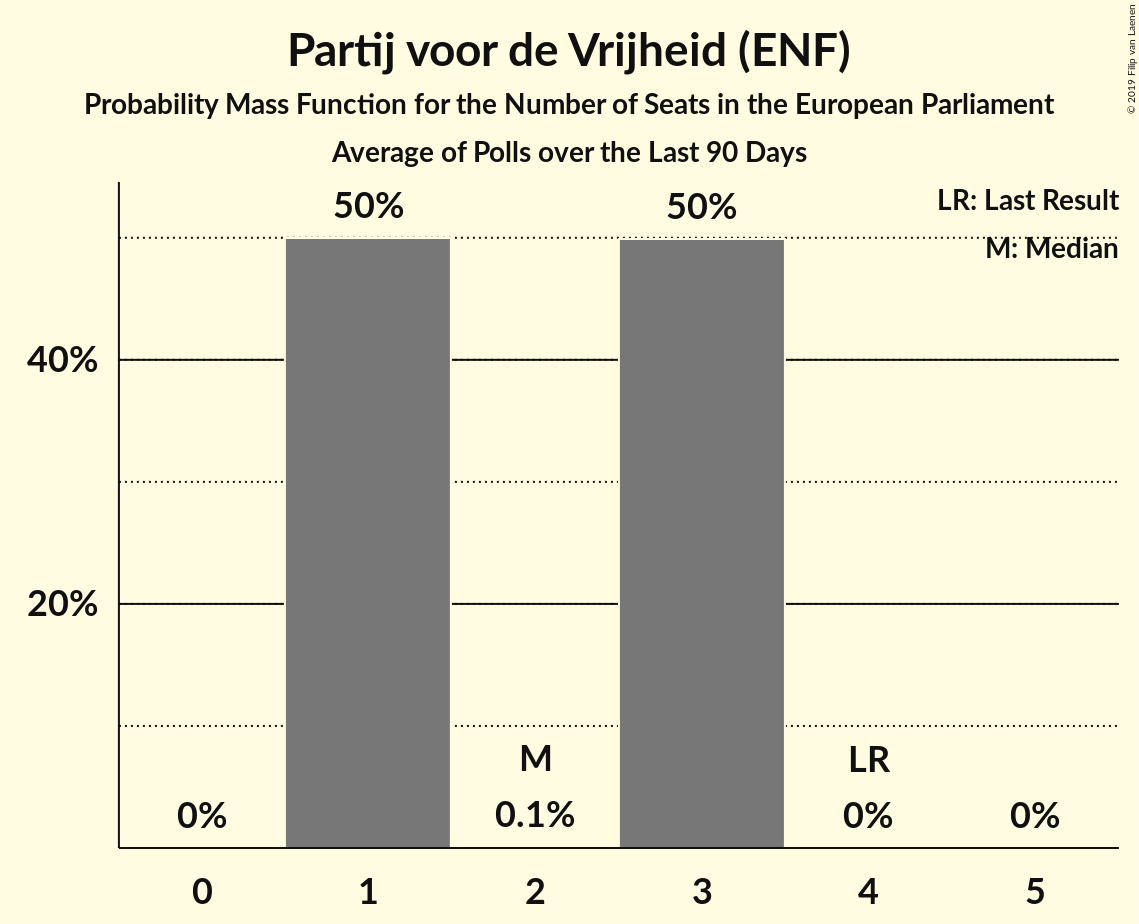 Partij voor de Vrijheid (ENF)
Probability Mass Function for the Number of Seats in the European Parliament
Average of Polls over the Last 90 Days
© 2019 Filip van Laenen
LR: Last Result
M: Median
50%
50%
40%
20%
M
LR
0%
0.1%
0%
0%
0
1
2
3
4
5